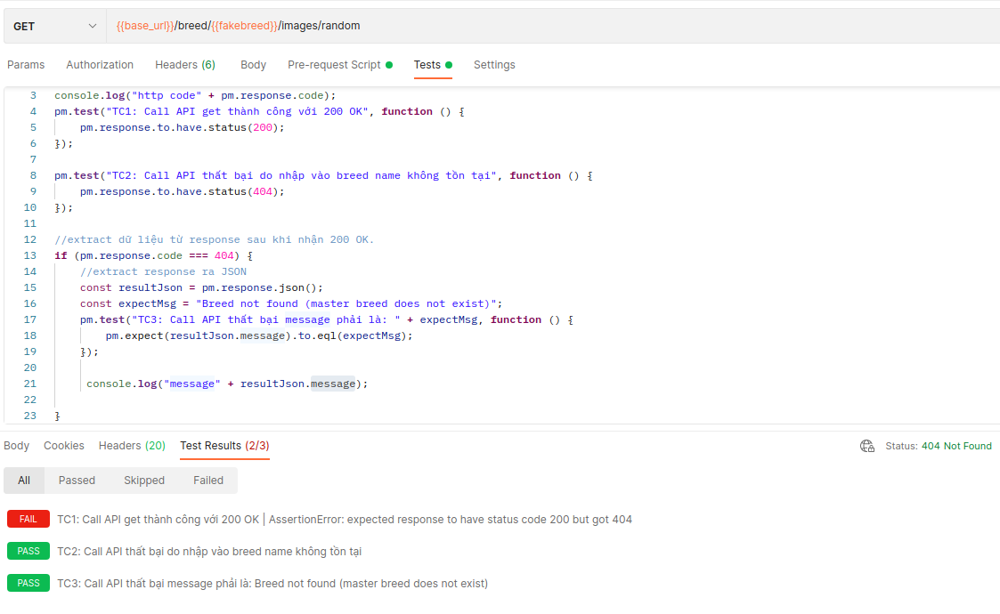 GET {{base_url}}/breed/{{fakebreed}}/images/random
Params Authorization Headers (6) Body Pre-request Script Tests Settings
3 console.log("http code" + pm.response.code);
4 pm.test("TC1: Call API get thành công với 200 OK", function () {
5 pm.response.to.have.status(200);
6 });
7
8 pm.test("TC2: Call API thất bại do nhập vào breed name không tồn tại", function () {
9 pm.response.to.have.status(404);
10 });
11
12 //extract dữ liệu từ response sau khi nhận 200 OK.
13 if (pm.response.code === 404) {
14 //extract response ra JSON
15 const resultJson = pm.response.json();
16 const expectMsg = "Breed not found (master breed does not exist)";
17 pm.test("TC3: Call API thất bại message phải là: " + expectMsg, function () {
18 pm.expect(resultJson.message).to.eql(expectMsg);
19 });
20
21 console.log("message" + resultJson.message);
22
23 }
Body Cookies Headers (20) Test Results (2/3) Status: 404 Not Found
All Passed Skipped Failed
FAIL TC1: Call API get thành công với 200 OK | AssertionError: expected response to have status code 200 but got 404
PASS TC2: Call API thất bại do nhập vào breed name không tồn tại
PASS TC3: Call API thất bại message phải là: Breed not found (master breed does not exist)